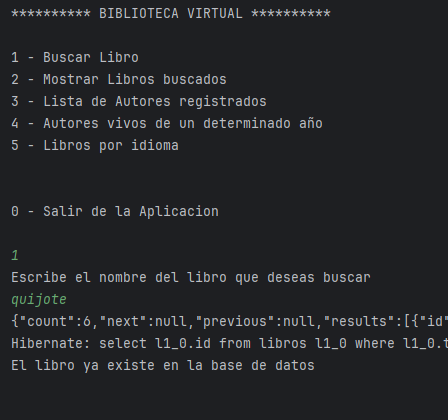 ********** BIBLIOTECA VIRTUAL **********
1 - Buscar Libro
2 - Mostrar Libros buscados
3 - Lista de Autores registrados
4 - Autores vivos de un determinado año
5 - Libros por idioma
0 - Salir de la Aplicacion
1
Escribe el nombre del libro que deseas buscar
quijote
{"count":6,"next":null,"previous":null,"results":[{"id"
Hibernate: select l1_0.id from libros l1_0 where l1_0.t
El libro ya existe en la base de datos